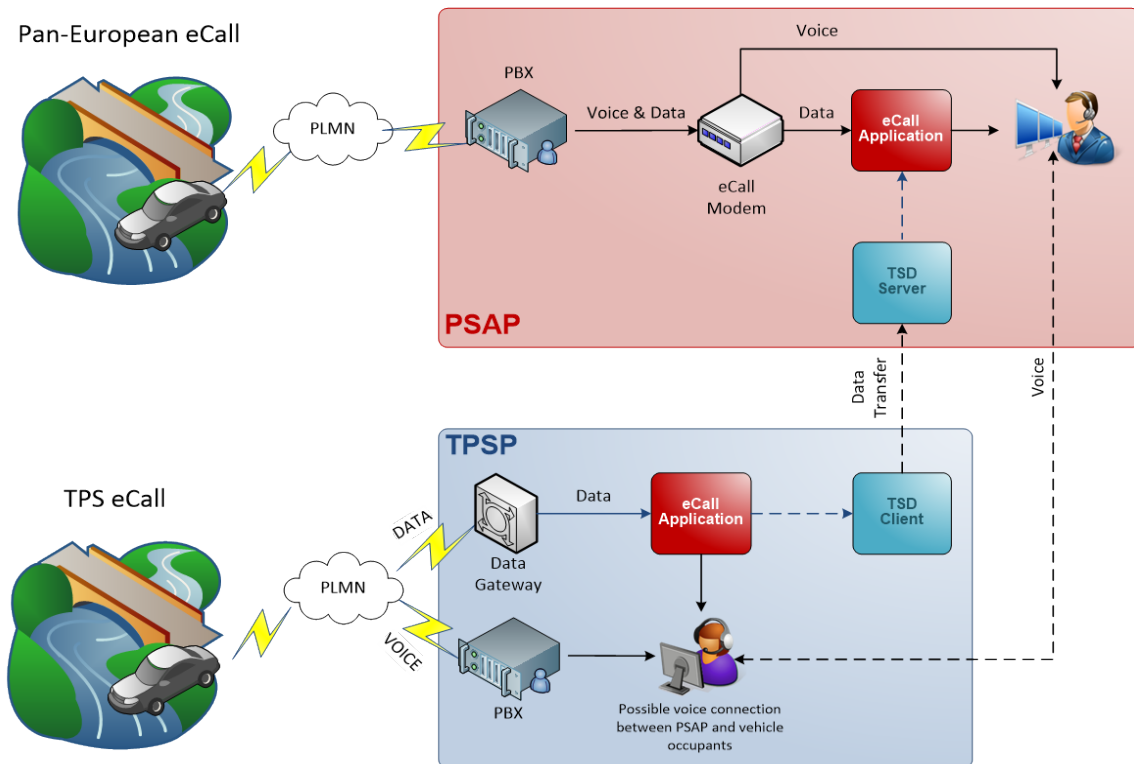 Pan-European eCall
PLMN
PBX
Voice & Data
Voice
eCall
Modem
Data
eCall
Application
TSD
Server
PSAP
Data
Transfer
Voice
TPS eCall
PLMN
DATA
VOICE
TPSP
Data
Gateway
Data
eCall
Application
TSD
Client
PBX
Possible voice connection
between PSAP and vehicle
occupants